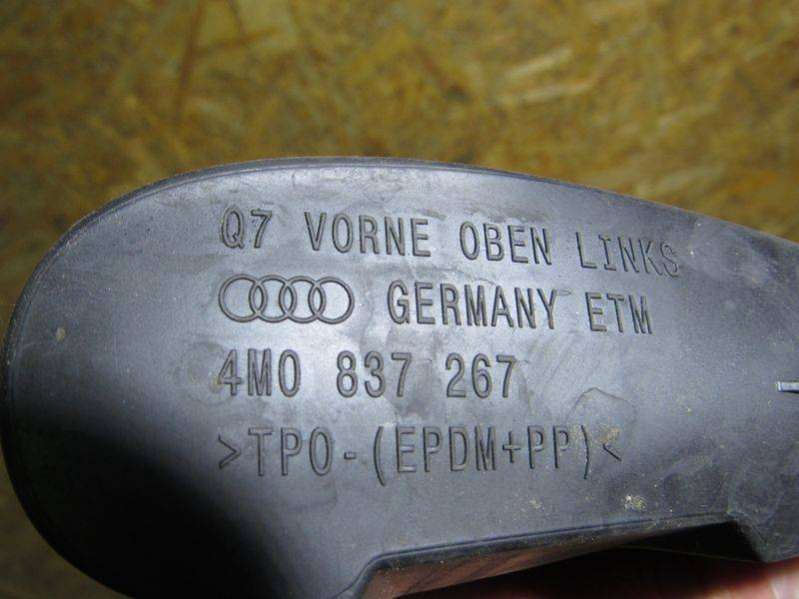 Q7 VORNE OBEN LINKS
GERMANY ETM
4M0 837 267
>TPO-(EPDM+PP)<